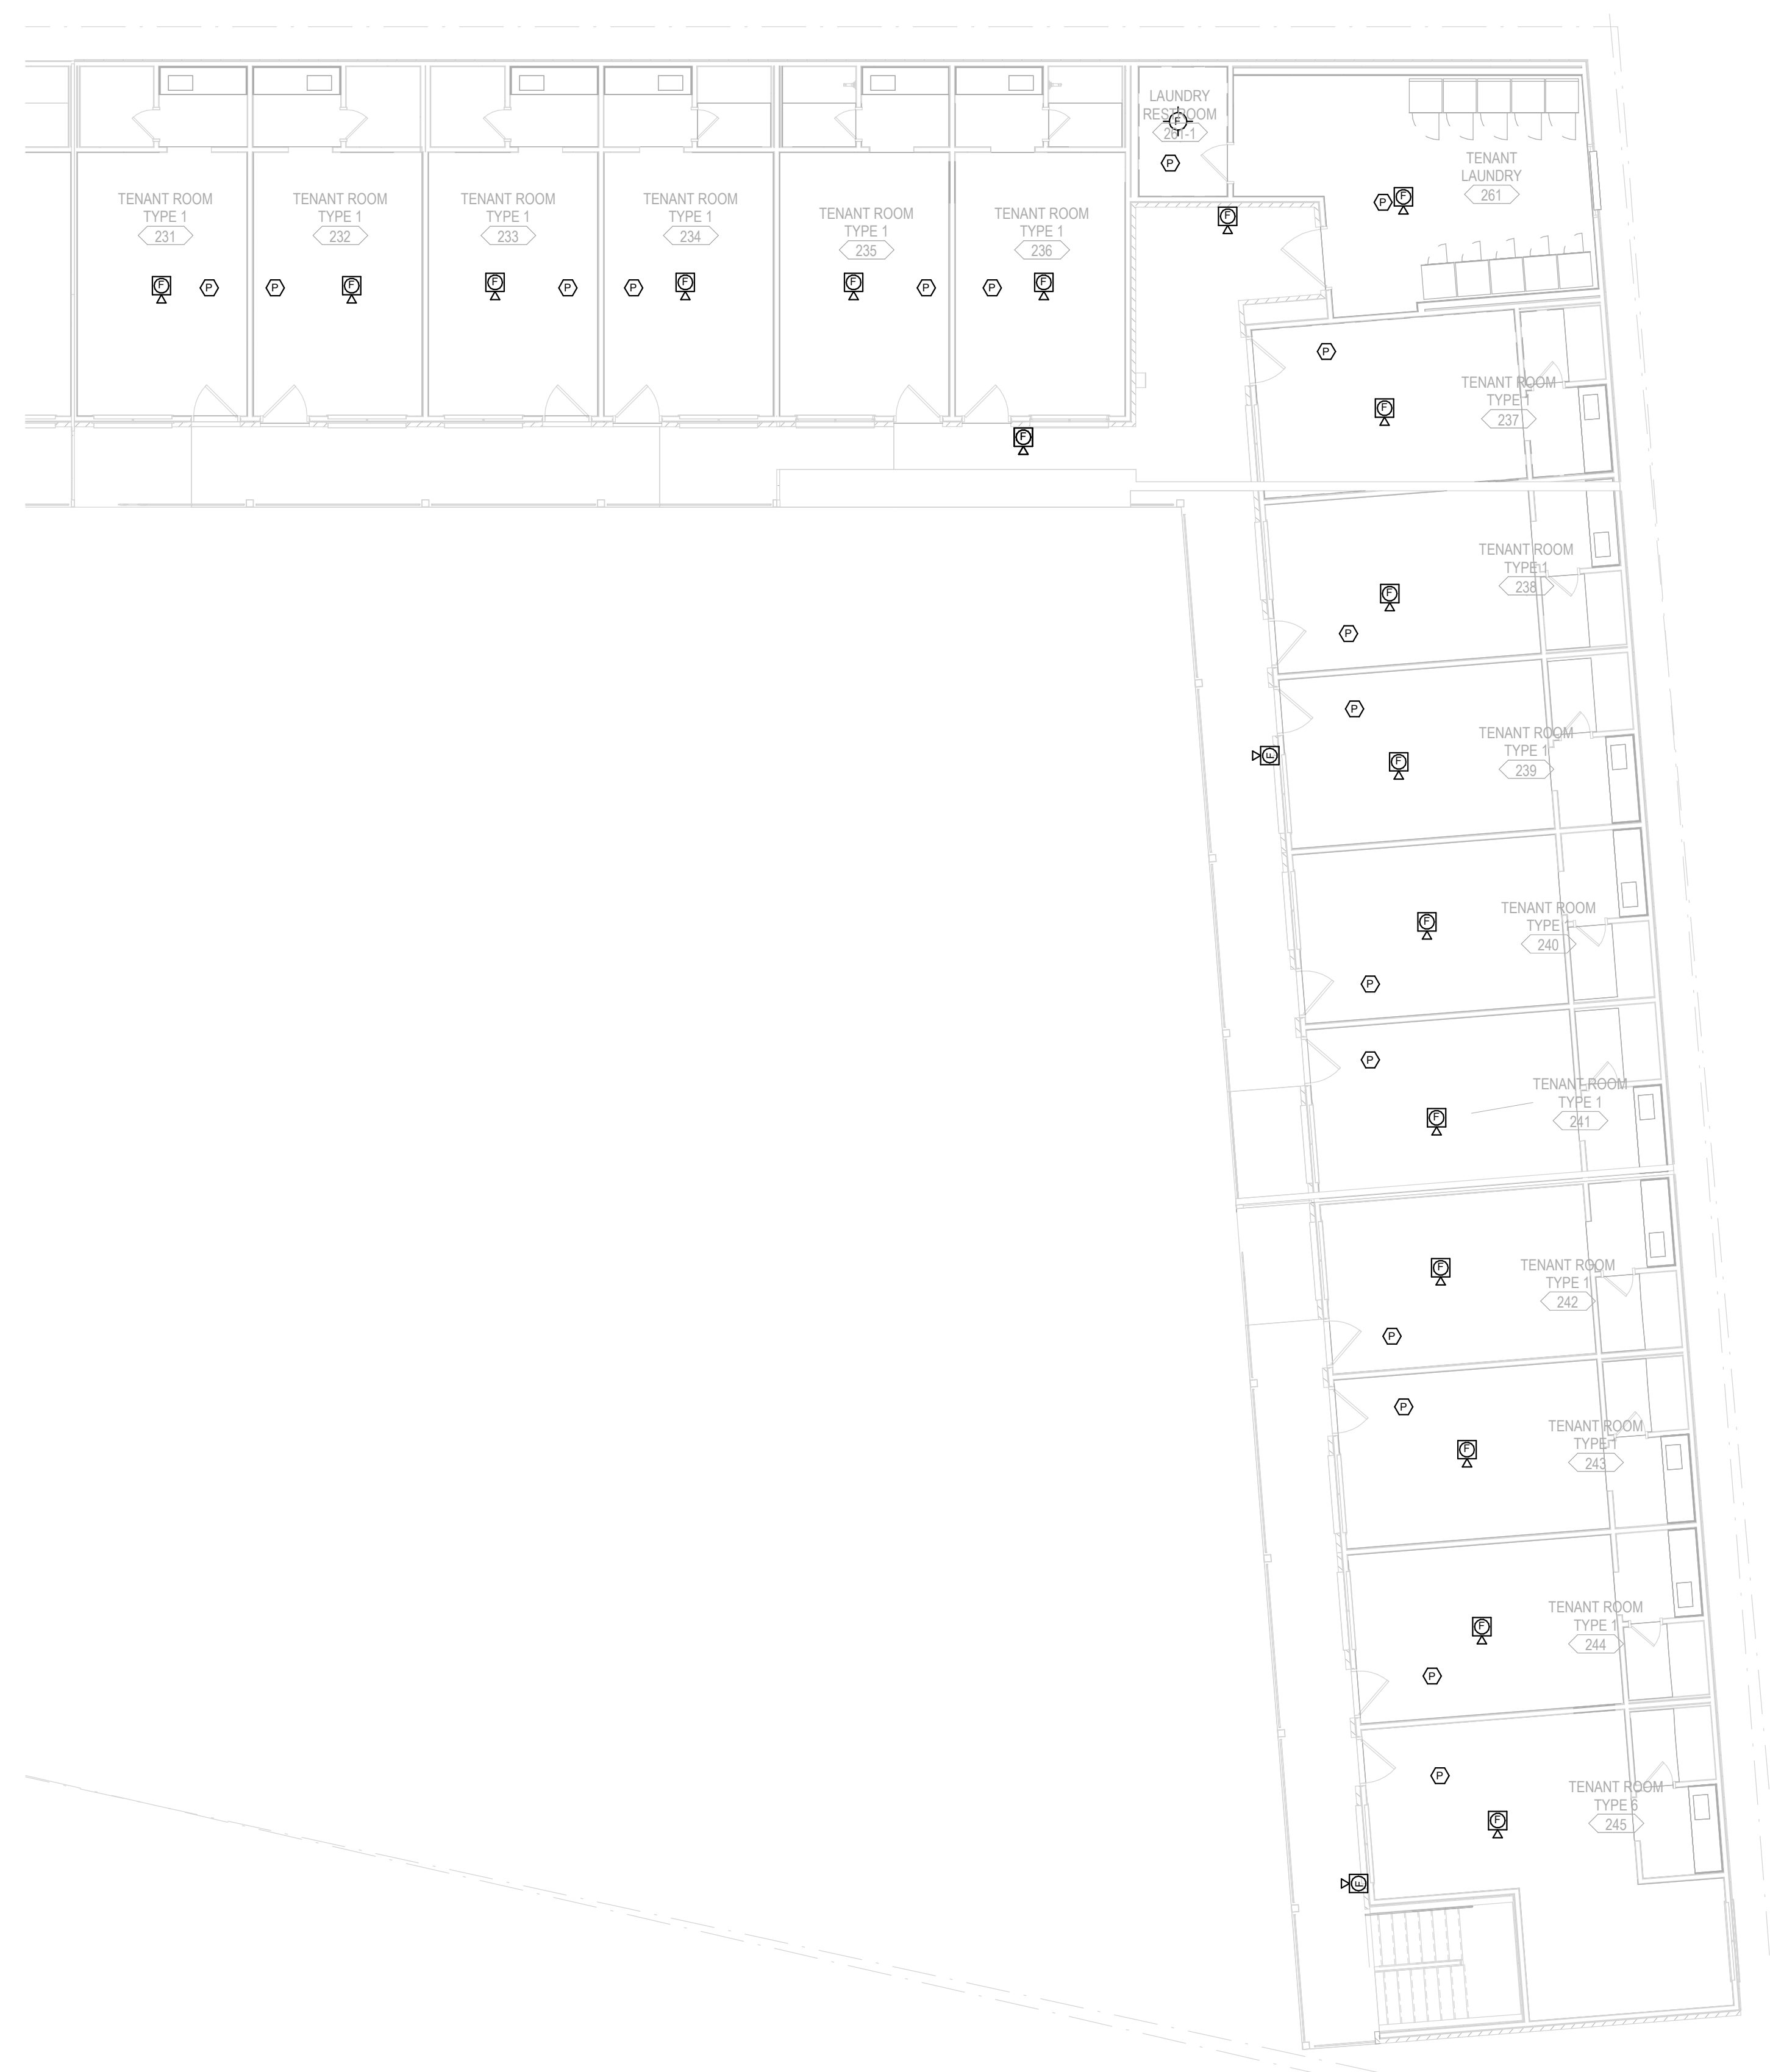 LAUNDRY
RESTROOM
F
261-1
P
TENANT
LAUNDRY
261
P
F
F
TENANT ROOM
TYPE 1
231
F
P
TENANT ROOM
TYPE 1
232
P
F
TENANT ROOM
TYPE 1
233
F
P
TENANT ROOM
TYPE 1
234
P
F
TENANT ROOM
TYPE 1
235
F
P
TENANT ROOM
TYPE 1
236
P
F
F
P
TENANT ROOM
TYPE 1
237
F
TENANT ROOM
TYPE 1
238
F
P
P
TENANT ROOM
TYPE 1
239
F
F
TENANT ROOM
TYPE 1
240
F
P
P
TENANT ROOM
TYPE 1
241
F
TENANT ROOM
TYPE 1
242
F
P
P
TENANT ROOM
TYPE 1
243
F
TENANT ROOM
TYPE 1
244
F
P
P
TENANT ROOM
TYPE 6
245
F
F